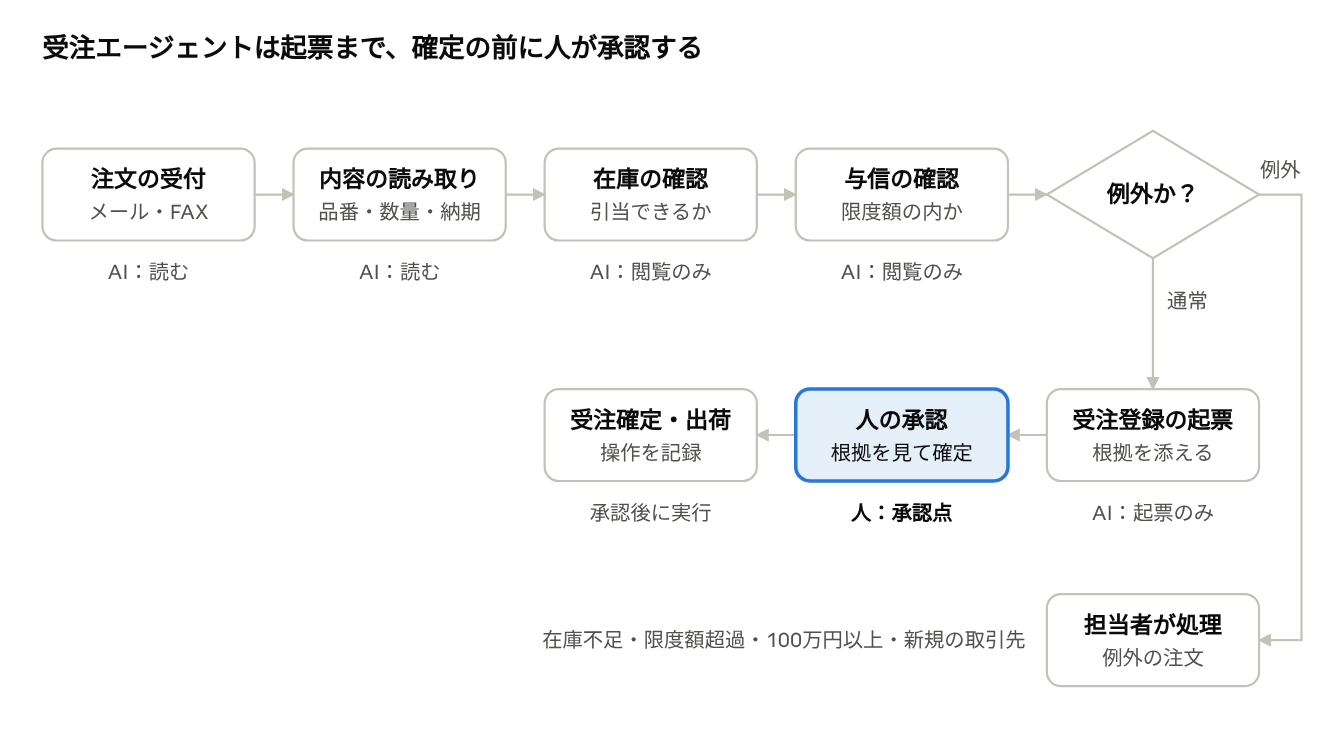 受注エージェントは起票まで、確定の前に人が承認する
注文の受付
メール・FAX
AI：読む
内容の読み取り
品番・数量・納期
AI：読む
在庫の確認
引当できるか
AI：閲覧のみ
与信の確認
限度額の内か
AI：閲覧のみ
例外か？
例外
通常
受注登録の起票
根拠を添える
AI：起票のみ
人の承認
根拠を見て確定
人：承認点
受注確定・出荷
操作を記録
承認後に実行
在庫不足・限度額超過・100万円以上・新規の取引先
担当者が処理
例外の注文